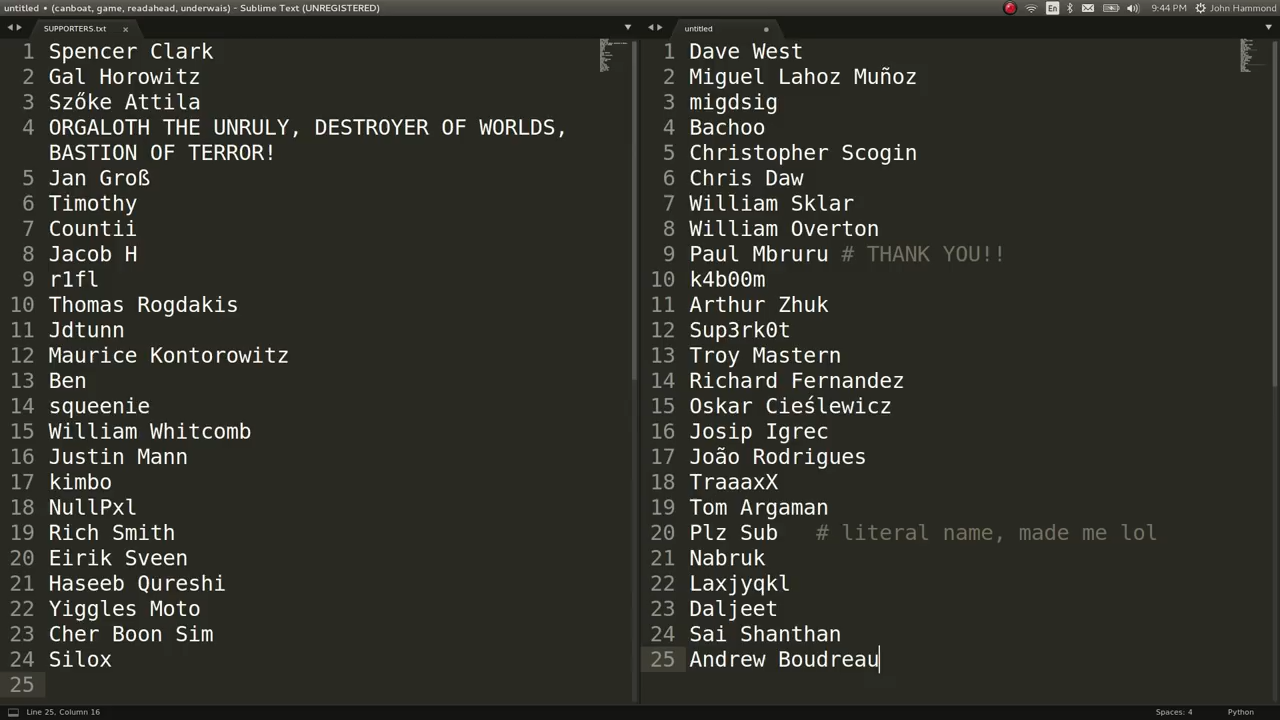 untitled • (canboat, game, readahead, underwais) - Sublime Text (UNREGISTERED)
En
9:44 PM
John Hammond
SUPPORTERS.txt
1 Spencer Clark
2 Gal Horowitz
3 Szőke Attila
4 ORGALOTH THE UNRULY, DESTROYER OF WORLDS,
BASTION OF TERROR!
5 Jan Groß
6 Timothy
7 Countii
8 Jacob H
9 r1fl
10 Thomas Rogdakis
11 Jdtunn
12 Maurice Kontorowitz
13 Ben
14 squeenie
15 William Whitcomb
16 Justin Mann
17 kimbo
18 NullPxl
19 Rich Smith
20 Eirik Sveen
21 Haseeb Qureshi
22 Yiggles Moto
23 Cher Boon Sim
24 Silox
25
untitled
1 Dave West
2 Miguel Lahoz Muñoz
3 migdsig
4 Bachoo
5 Christopher Scogin
6 Chris Daw
7 William Sklar
8 William Overton
9 Paul Mbruru # THANK YOU!!
10 k4b00m
11 Arthur Zhuk
12 Sup3rk0t
13 Troy Mastern
14 Richard Fernandez
15 Oskar Cieślewicz
16 Josip Igrec
17 João Rodrigues
18 TraaaxX
19 Tom Argaman
20 Plz Sub # literal name, made me lol
21 Nabruk
22 Laxjyqkl
23 Daljeet
24 Sai Shanthan
25 Andrew Boudreau
Line 25, Column 16
Spaces: 4
Python